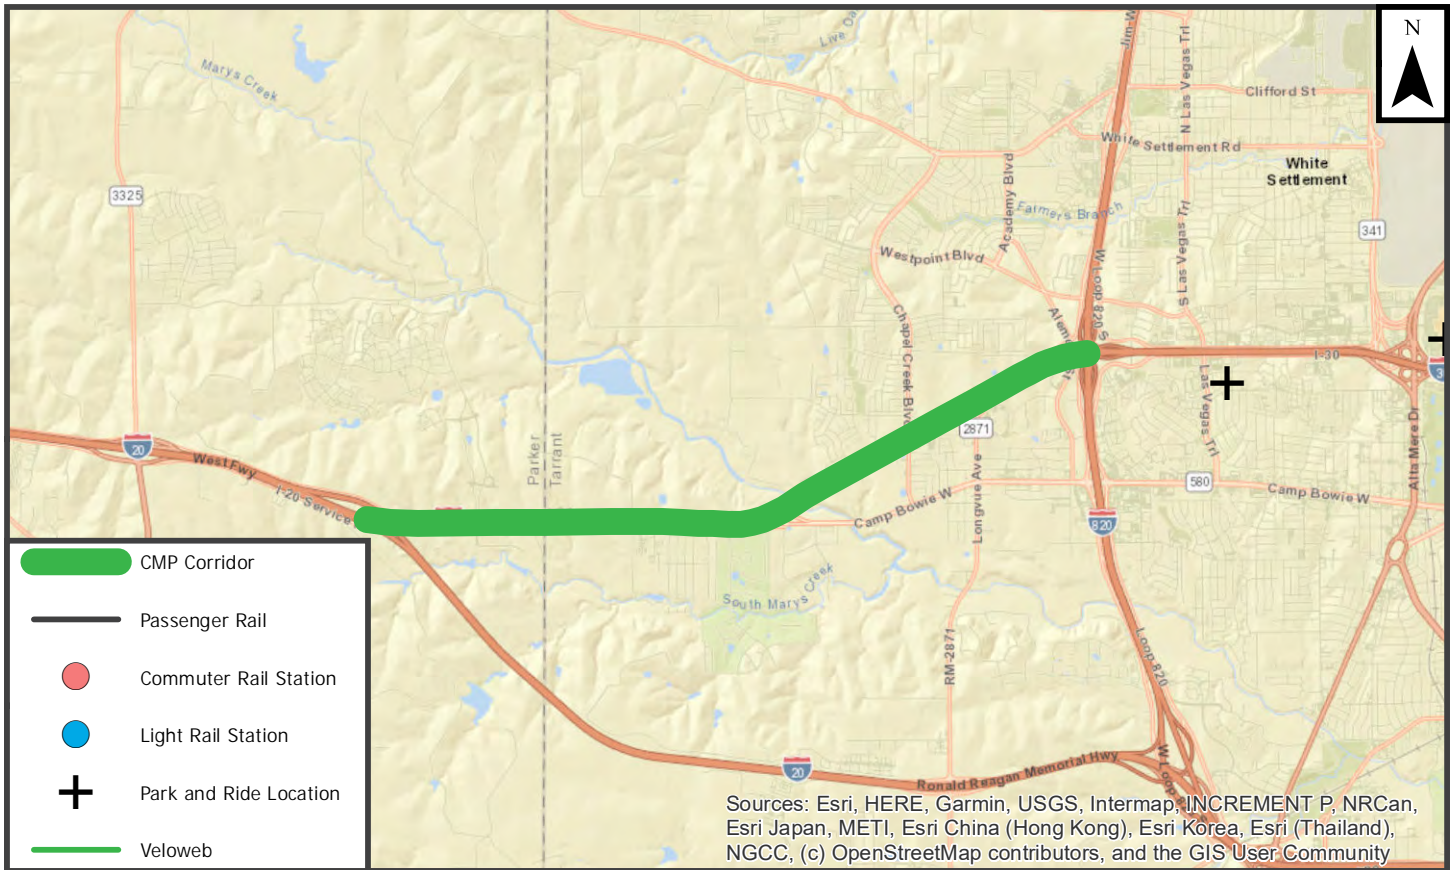 N
Live Oa
Jim-W
N Las Vegas Trl
Clifford St
Marys Creek
White Settlement Rd
White
Settlement
3325
Academy Blvd
Farmers Branch
341
S Las Vegas Trl
Westpoint Blvd
W Loop 820 S
Chapel Creek Blvd
I-30
3
Las Vegas Trl
2871
Alta Mere Dr
20
West Fwy
Parker
Tarrant
I-20 Service
580
Camp Bowie W
Camp Bowie W
Longvue Ave
820
CMP Corridor
Passenger Rail
Commuter Rail Station
Light Rail Station
Park and Ride Location
Veloweb
South Marys Creek
RM-2871
Loop 820
20
Ronald Reagan Memorial Hwy
W Loop 8
Sources: Esri, HERE, Garmin, USGS, Intermap, INCREMENT P, NRCan,
Esri Japan, METI, Esri China (Hong Kong), Esri Korea, Esri (Thailand),
NGCC, (c) OpenStreetMap contributors, and the GIS User Community